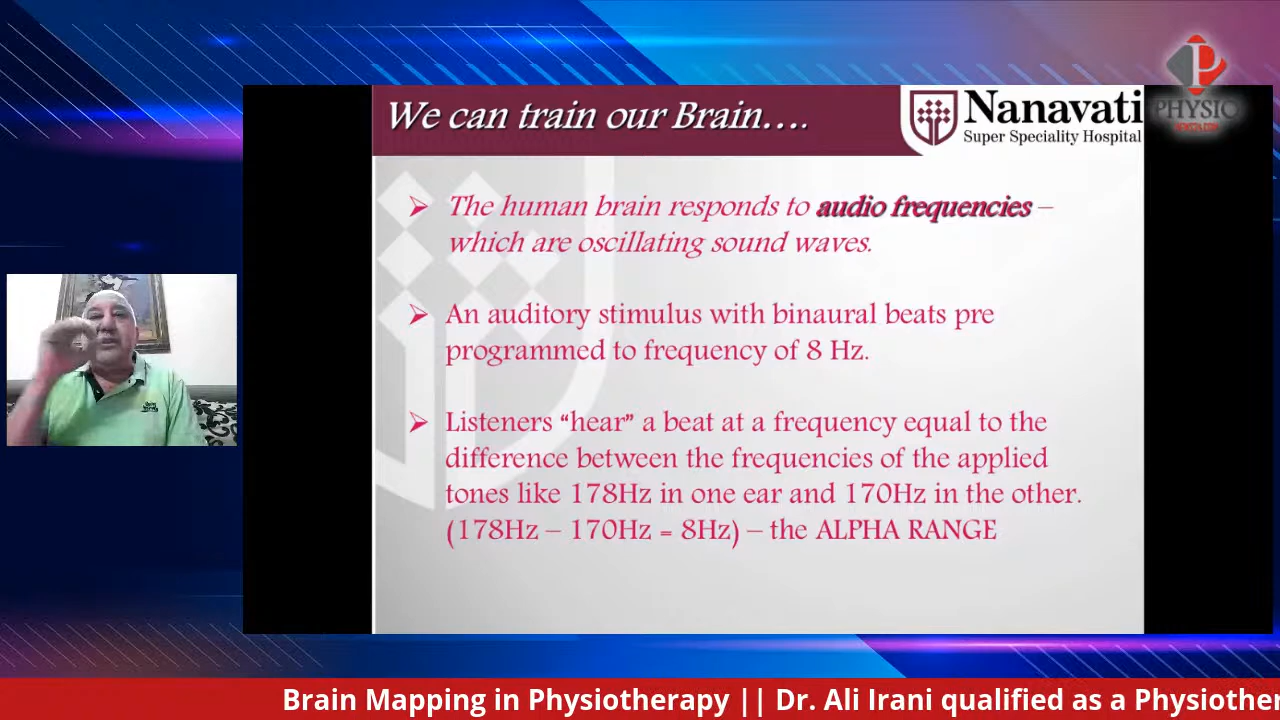 We can train our Brain....
Nanavati
Super Speciality Hospital
PHYSIO
➢ The human brain responds to audio frequencies –
which are oscillating sound waves.
➢ An auditory stimulus with binaural beats pre
programmed to frequency of 8 Hz.
➢ Listeners “hear” a beat at a frequency equal to the
difference between the frequencies of the applied
tones like 178Hz in one ear and 170Hz in the other.
(178Hz – 170Hz = 8Hz) – the ALPHA RANGE
Brain Mapping in Physiotherapy || Dr. Ali Irani qualified as a Physiother